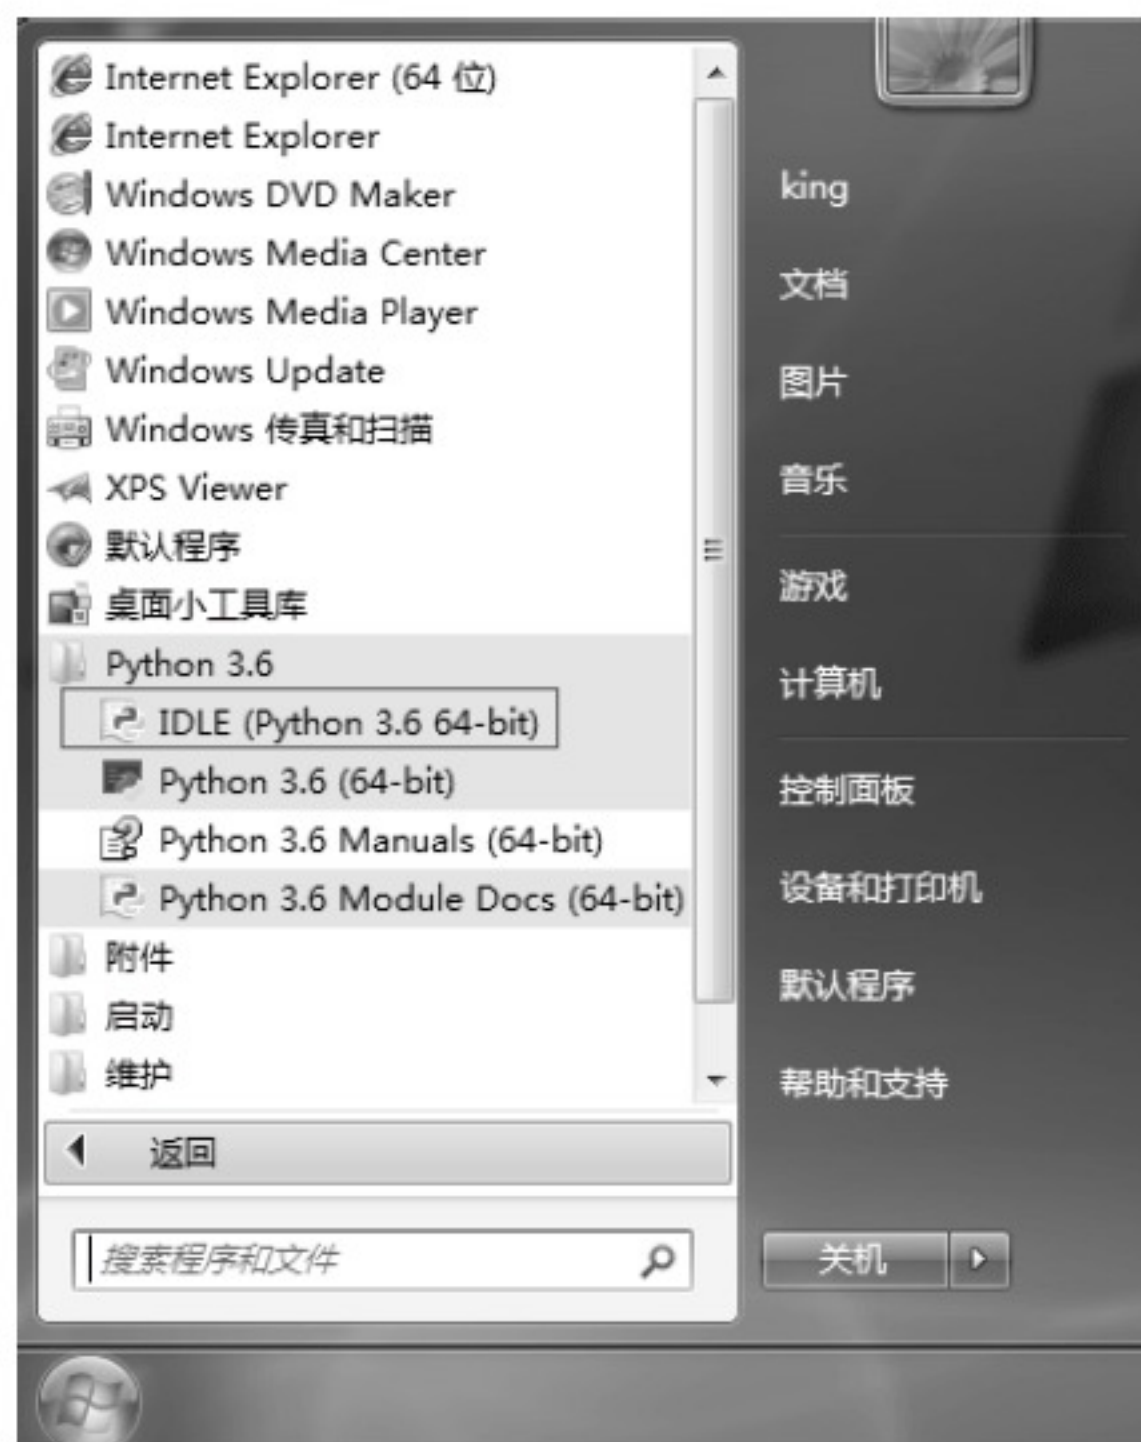 Internet Explorer (64 位)
Internet Explorer
Windows DVD Maker
Windows Media Center
Windows Media Player
Windows Update
Windows 传真和扫描
XPS Viewer
默认程序
桌面小工具库
Python 3.6
IDLE (Python 3.6 64-bit)
Python 3.6 (64-bit)
Python 3.6 Manuals (64-bit)
Python 3.6 Module Docs (64-bit)
附件
启动
维护
返回
搜索程序和文件
king
文档
图片
音乐
游戏
计算机
控制面板
设备和打印机
默认程序
帮助和支持
关机